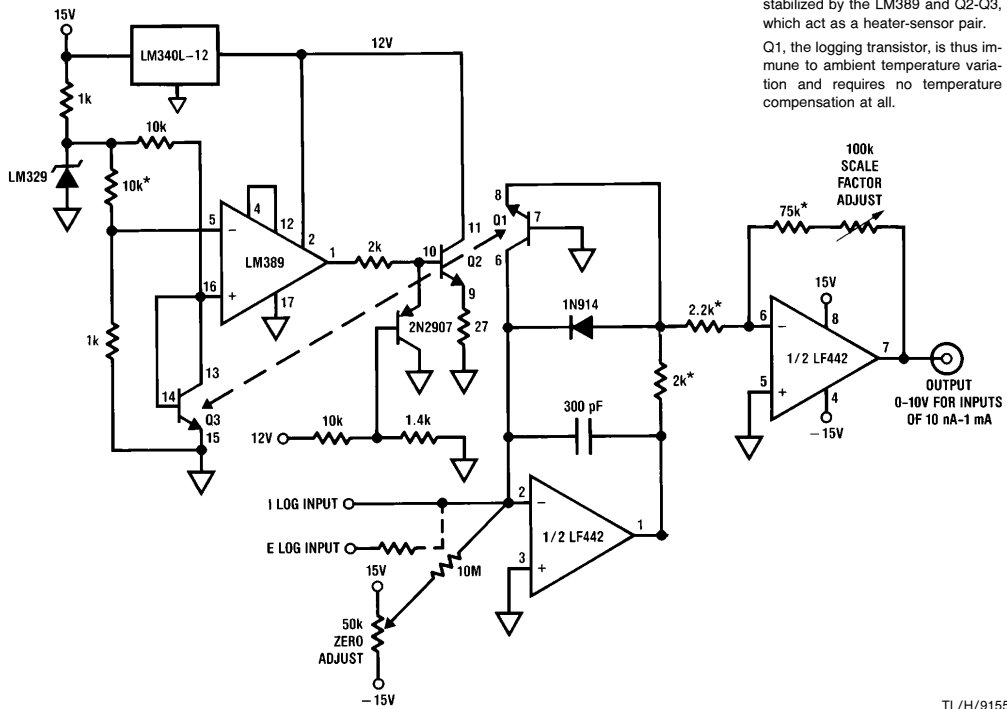 stabilized by the LM389 and Q2-Q3,
which act as a heater-sensor pair.
Q1, the logging transistor, is thus im-
mune to ambient temperature varia-
tion and requires no temperature
compensation at all.
15V
LM340L-12
12V
1k
10k
LM329
10k*
4
12
5
−
2
LM389
1
2k
10
11
Q2
9
27
16
+
17
2N2907
1k
13
14
Q3
15
12V
10k
1.4k
8
Q1
7
6
1N914
2k*
300 pF
2.2k*
100k
SCALE
FACTOR
ADJUST
75k*
15V
6
−
8
1/2 LF442
7
5
+
4
−15V
OUTPUT
0–10V FOR INPUTS
OF 10 nA–1 mA
I LOG INPUT
E LOG INPUT
2
−
1/2 LF442
1
3
+
10M
15V
50k
ZERO
ADJUST
−15V
TL/H/9155